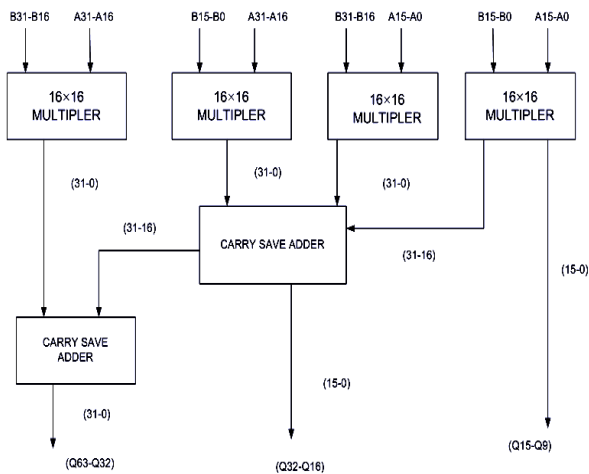 B31-B16 A31-A16 B15-B0 A31-A16 B31-B16 A15-A0 B15-B0 A15-A0
16×16 MULTIPLER
16×16 MULTIPLER
16×16 MULTIPLER
16×16 MULTIPLER
(31-0)
(31-0)
(31-0)
(31-16)
CARRY SAVE ADDER
(31-16)
(15-0)
CARRY SAVE
ADDER
(15-0)
(31-0)
(Q15-Q9)
(Q63-Q32)
(Q32-Q16)